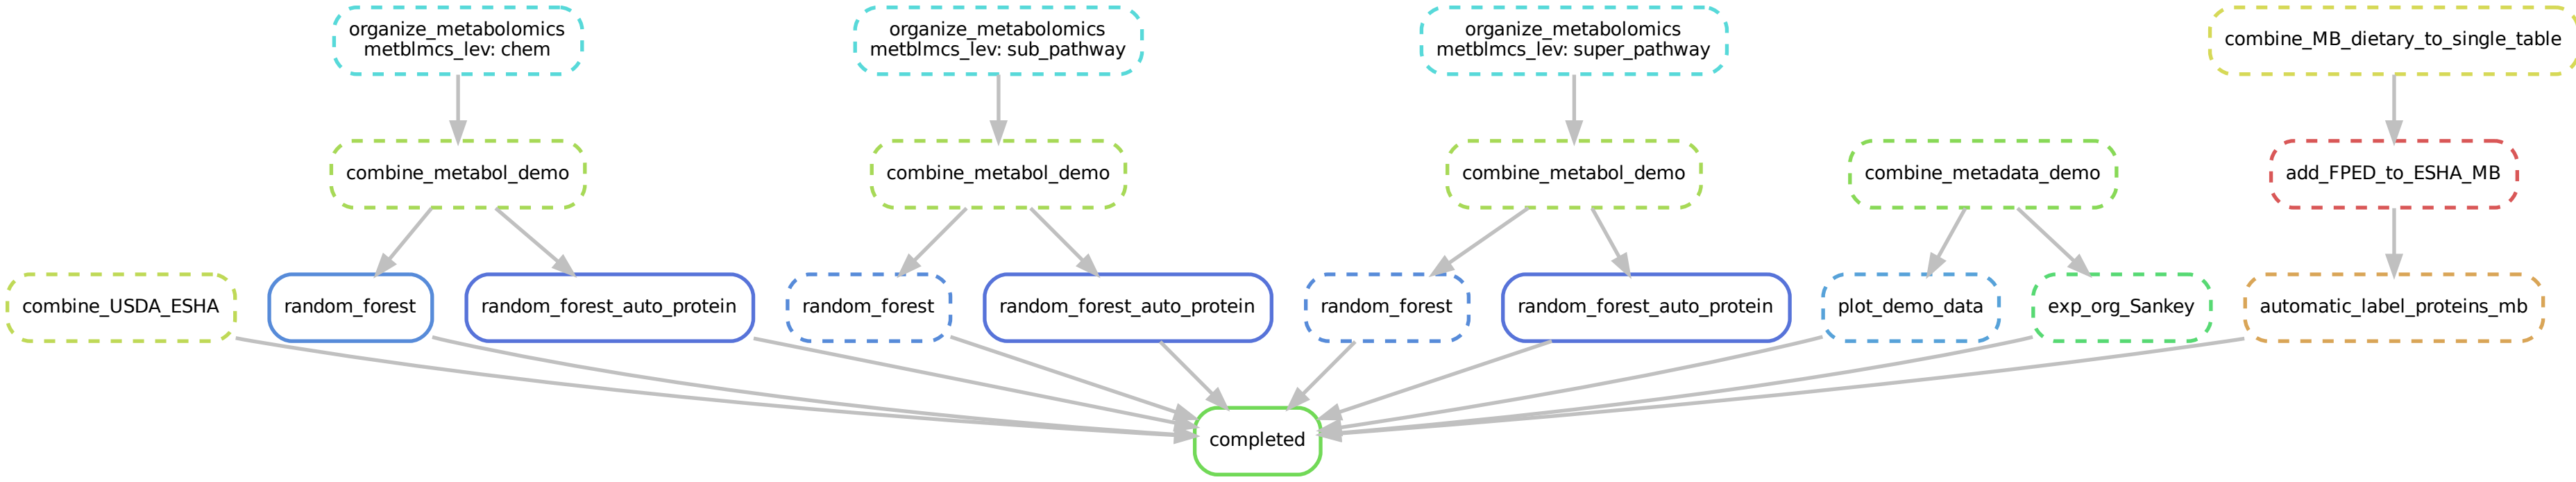 organize_metabolomics
metblmcs_lev: chem
organize_metabolomics
metblmcs_lev: sub_pathway
organize_metabolomics
metblmcs_lev: super_pathway
combine_MB_dietary_to_single_table
combine_metabol_demo
combine_metabol_demo
combine_metabol_demo
combine_metadata_demo
add_FPED_to_ESHA_MB
combine_USDA_ESHA
random_forest
random_forest_auto_protein
random_forest
random_forest_auto_protein
random_forest
random_forest_auto_protein
plot_demo_data
exp_org_Sankey
automatic_label_proteins_mb
completed